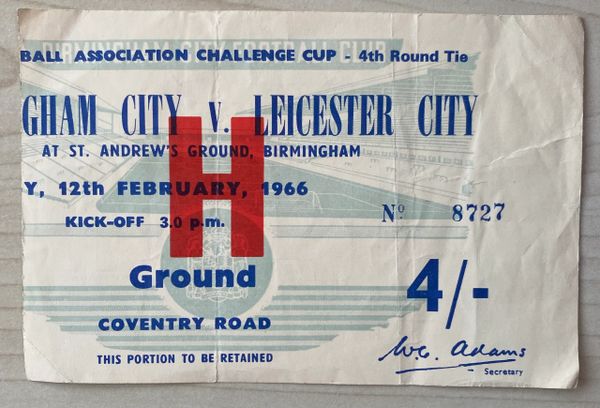 BALL ASSOCIATION CHALLENGE CUP - 4th Round Tie
GHAM CITY V. LEICESTER CITY
AT ST. ANDREW'S GROUND, BIRMINGHAM
Y, 12th FEBRUARY, 1966
KICK-OFF 3.0 p.m.
Nº 8727
H
Ground
4/-
COVENTRY ROAD
THIS PORTION TO BE RETAINED
W.C. Adams
Secretary